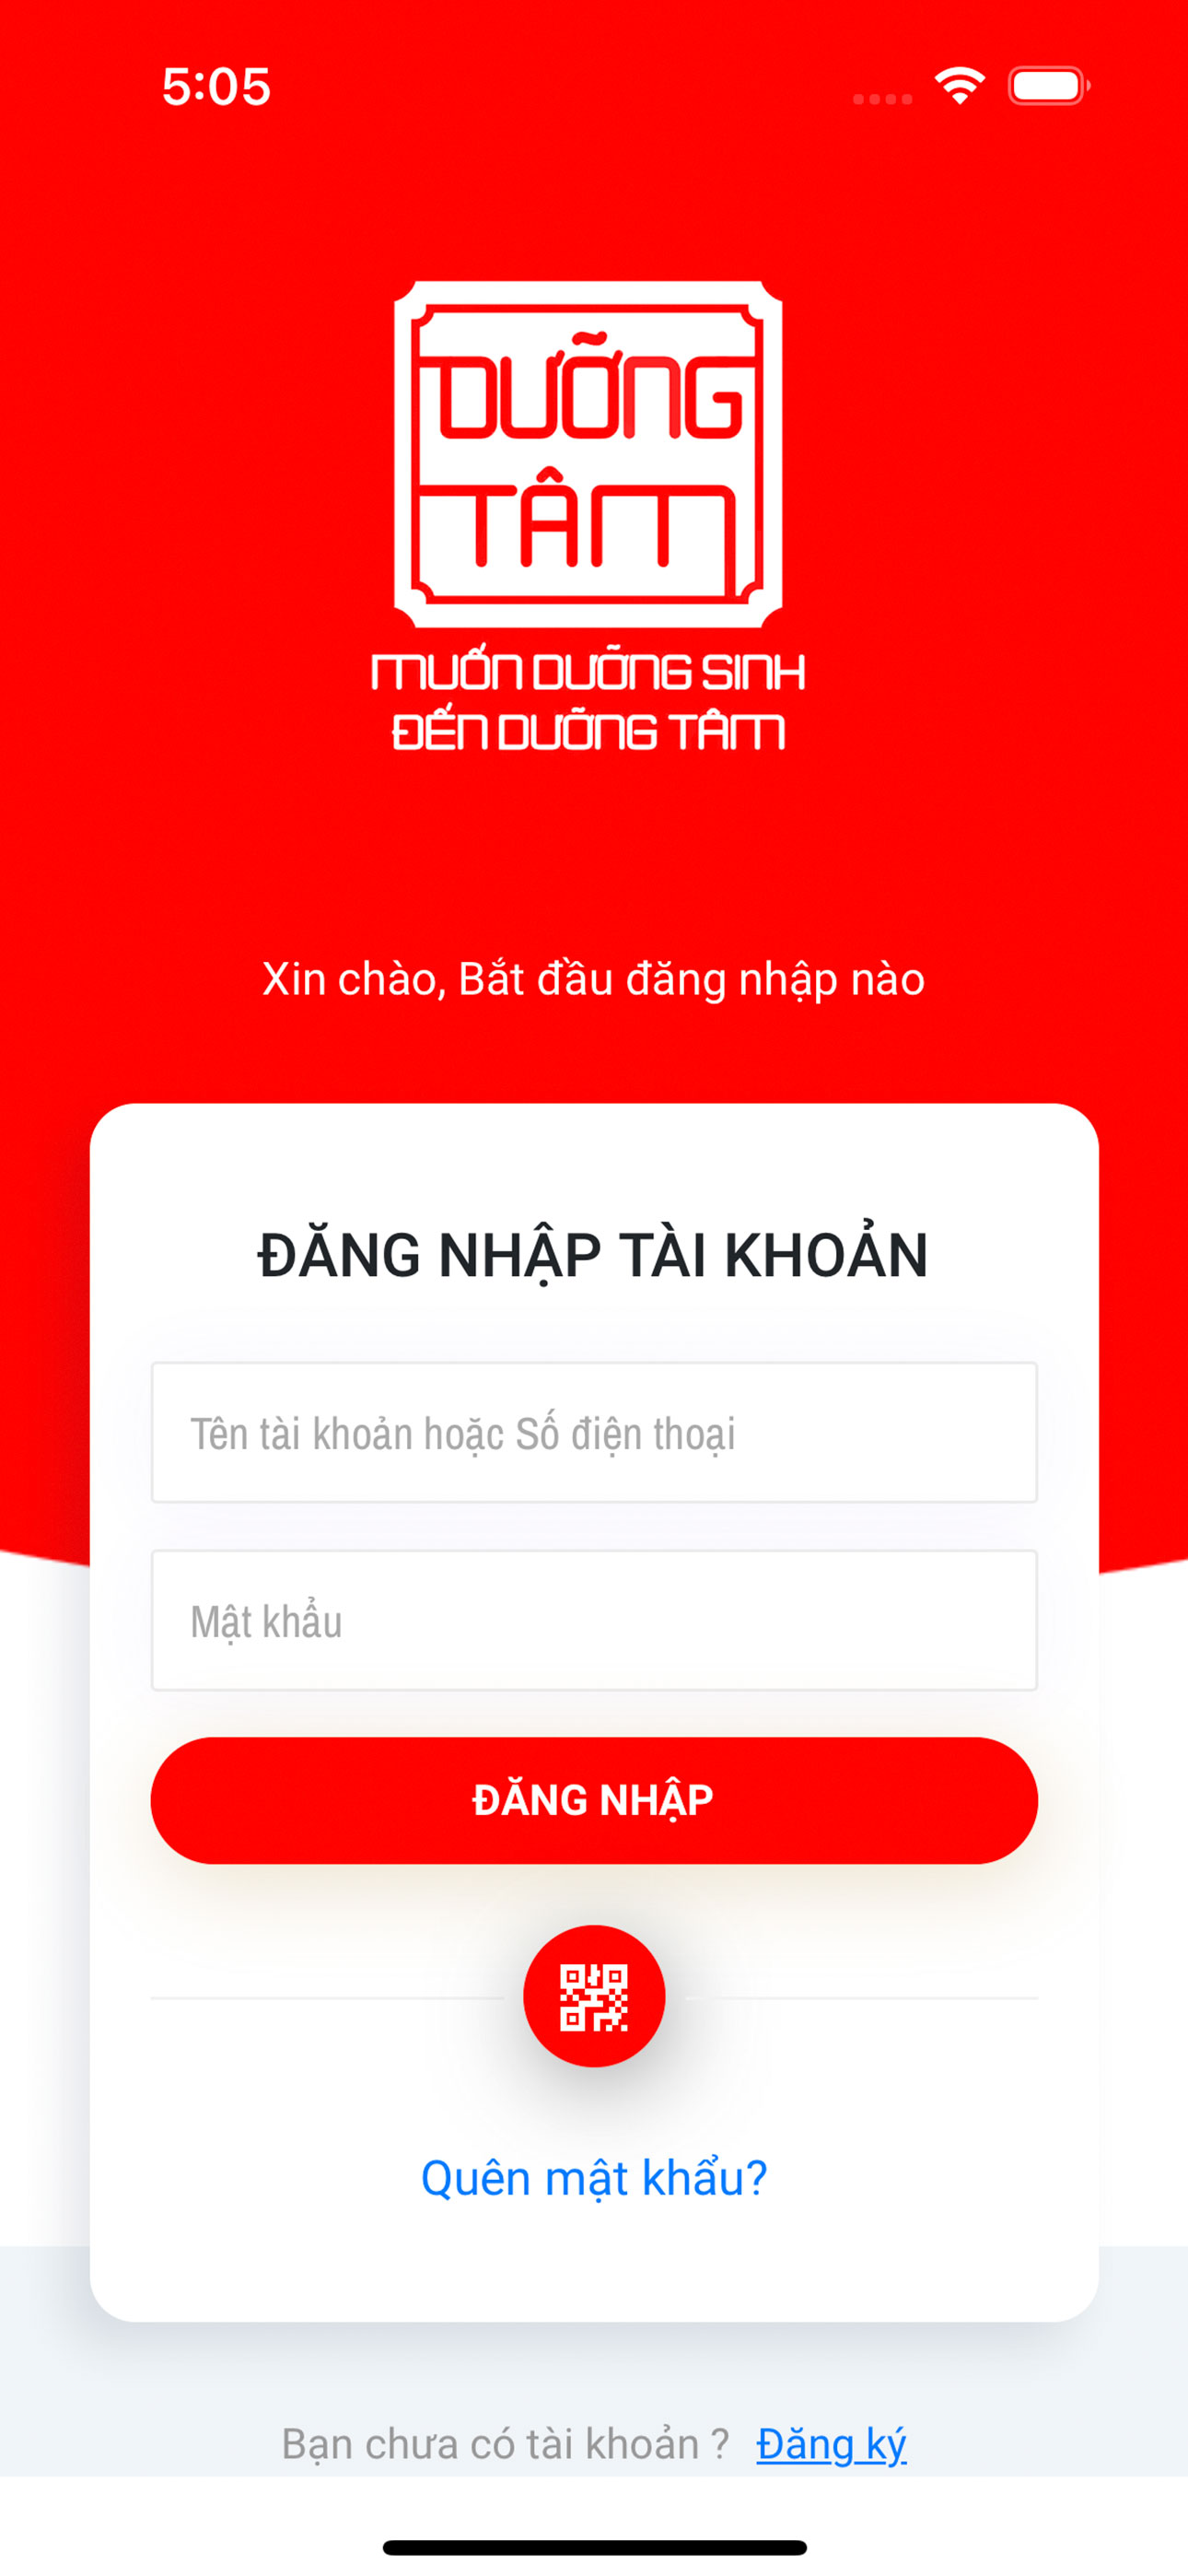 5:05
DƯỠNG
TÂM
MUỐN DƯỠNG SINH
ĐẾN DƯỠNG TÂM
Xin chào, Bắt đầu đăng nhập nào
ĐĂNG NHẬP TÀI KHOẢN
Tên tài khoản hoặc Số điện thoại
Mật khẩu
ĐĂNG NHẬP
Quên mật khẩu?
Bạn chưa có tài khoản ? Đăng ký